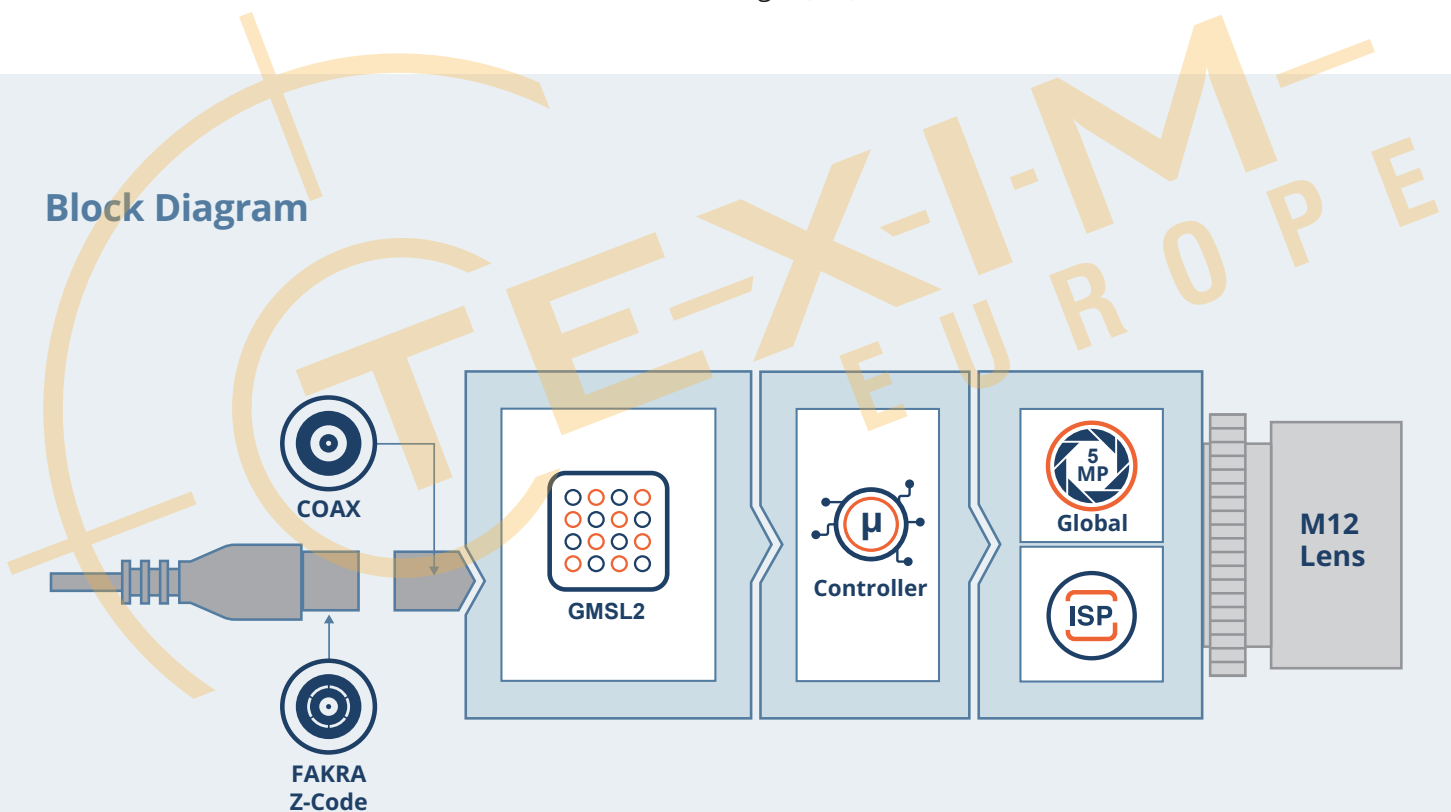 TE-X-I-M-
EUROPE
Block Diagram
COAX
FAKRA
Z-Code
GMSL2
µ
Controller
5
MP
Global
ISP
M12
Lens